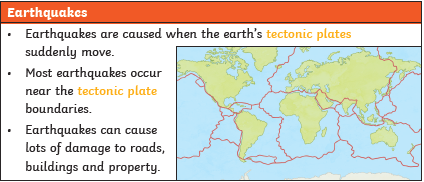 Earthquakes
• Earthquakes are caused when the earth's tectonic plates
suddenly move.
• Most earthquakes occur
near the tectonic plate
boundaries.
• Earthquakes can cause
lots of damage to roads,
buildings and property.